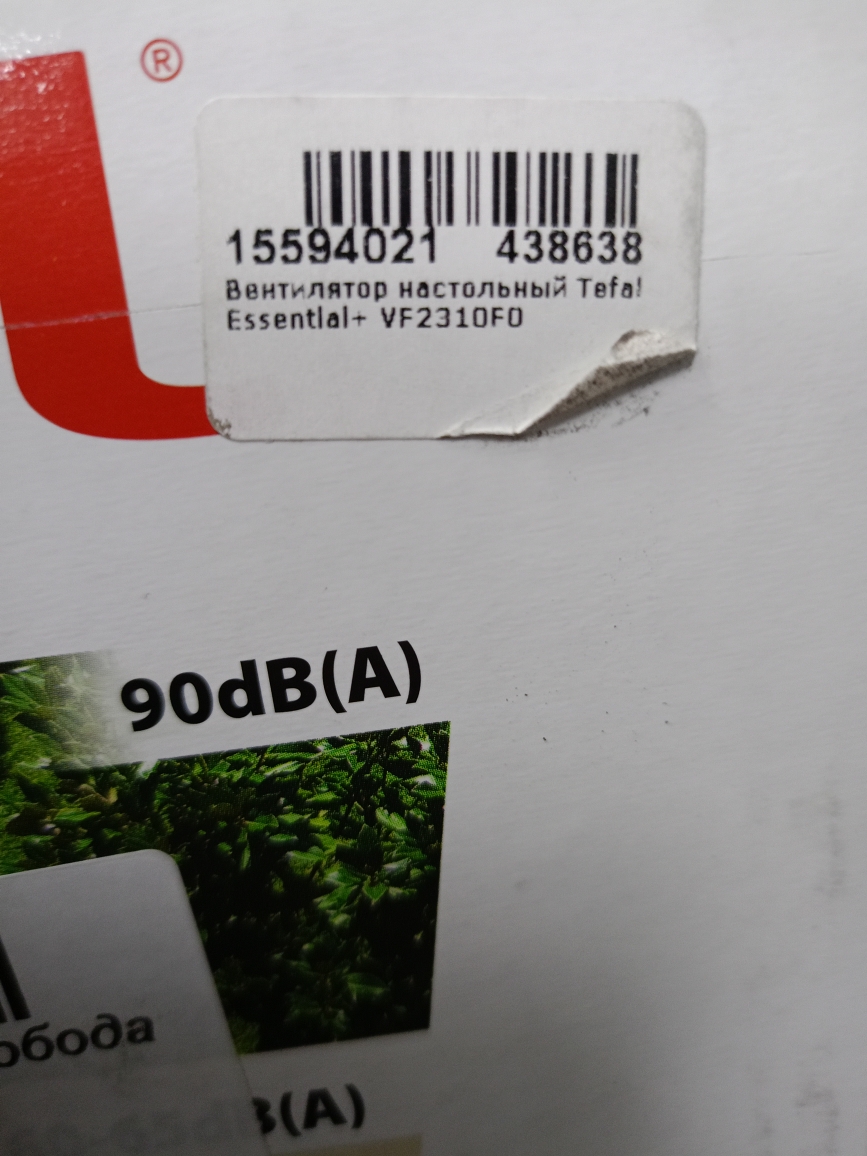 ®
15594021 438638
Вентилятор настольный Tefal
Essential+ VF2310F0
90dB(A)
обода
B(A)